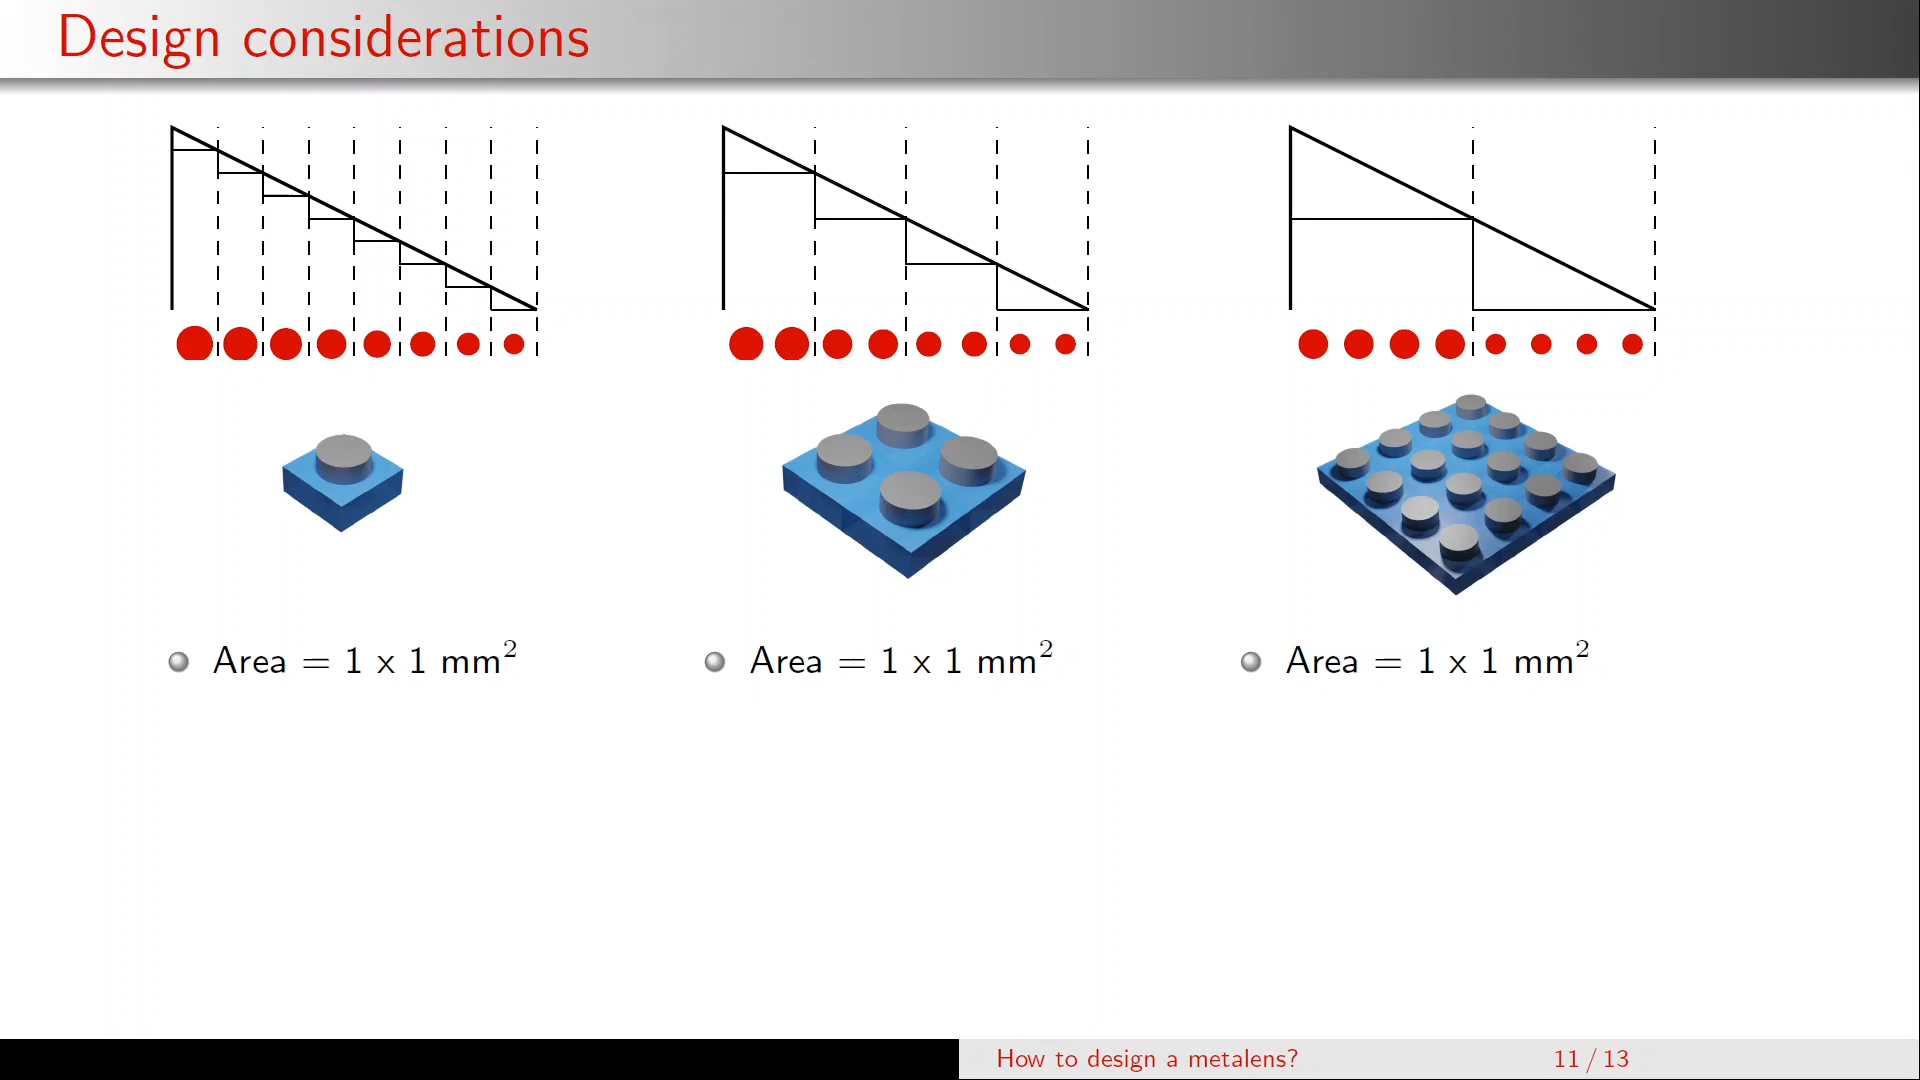 Design considerations
Area = 1 x 1 mm²
Area = 1 x 1 mm²
Area = 1 x 1 mm²
How to design a metalens?
11 / 13